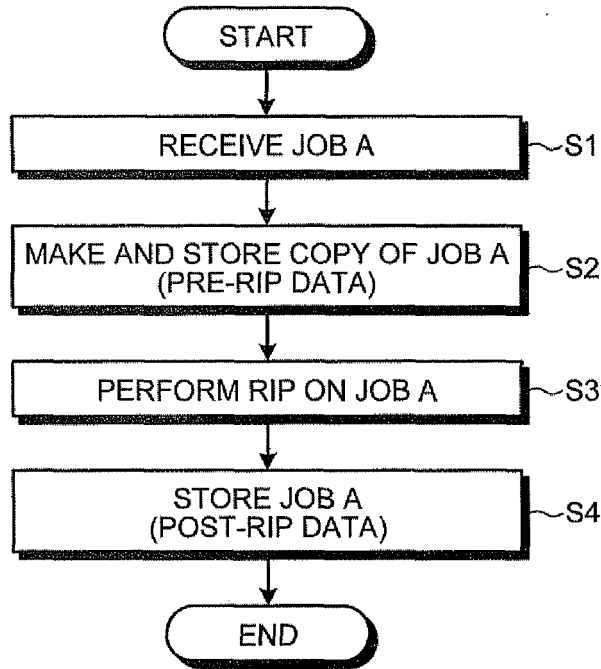 START
RECEIVE JOB A
S1
MAKE AND STORE COPY OF JOB A
(PRE-RIP DATA)
S2
PERFORM RIP ON JOB A
S3
STORE JOB A
(POST-RIP DATA)
S4
END